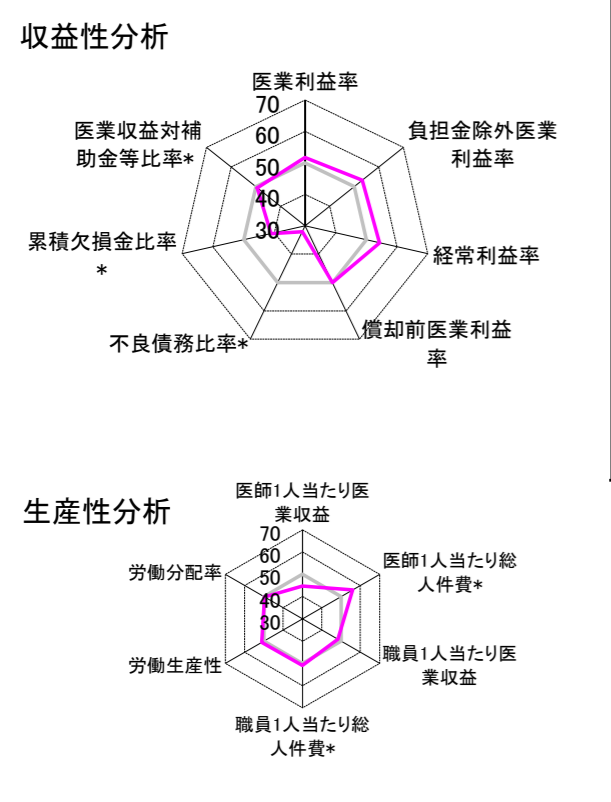 収益性分析
医業利益率
70
60
50
40
30
負担金除外医業
利益率
経常利益率
償却前医業利益
率
不良債務比率*
累積欠損金比率
*
医業収益対補
助金等比率*
生産性分析
医師1人当たり医
業収益
70
60
50
40
30
医師1人当たり総
人件費*
職員1人当たり医
業収益
職員1人当たり総
人件費*
労働生産性
労働分配率